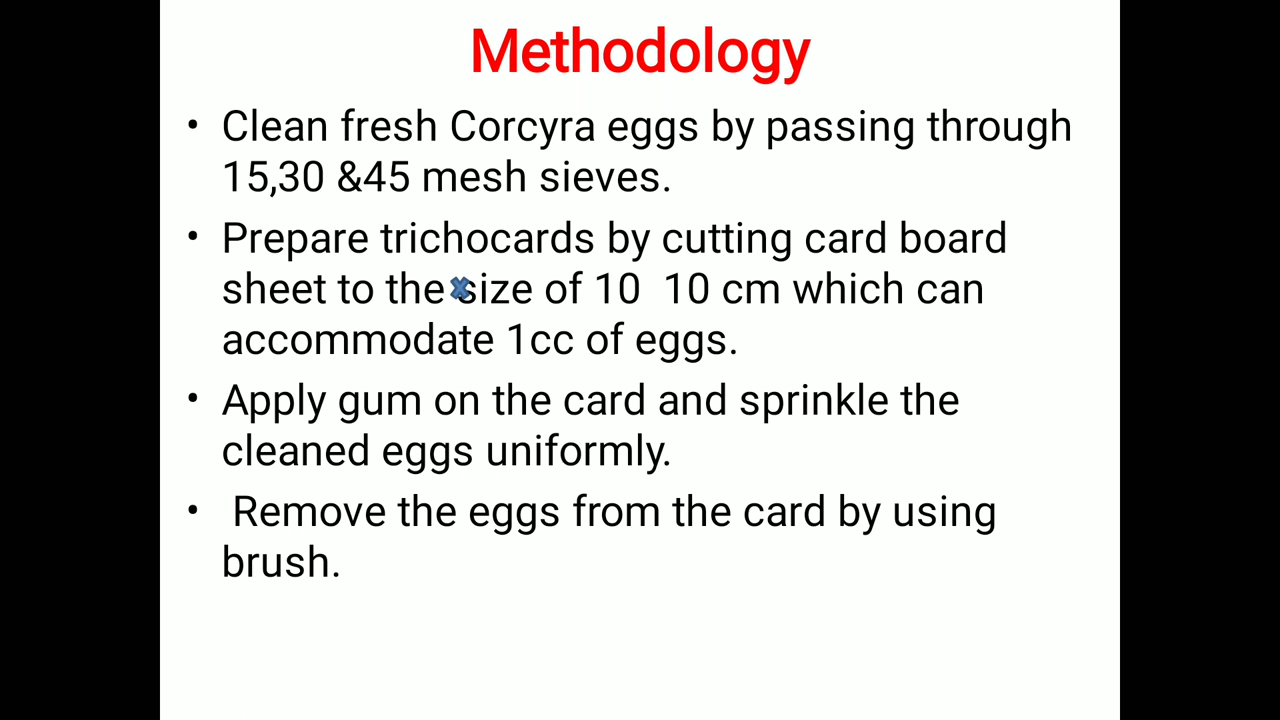 Methodology
• Clean fresh Corcyra eggs by passing through
15,30 &45 mesh sieves.
• Prepare trichocards by cutting card board
sheet to the size of 10  10 cm which can
accommodate 1cc of eggs.
• Apply gum on the card and sprinkle the
cleaned eggs uniformly.
• Remove the eggs from the card by using
brush.